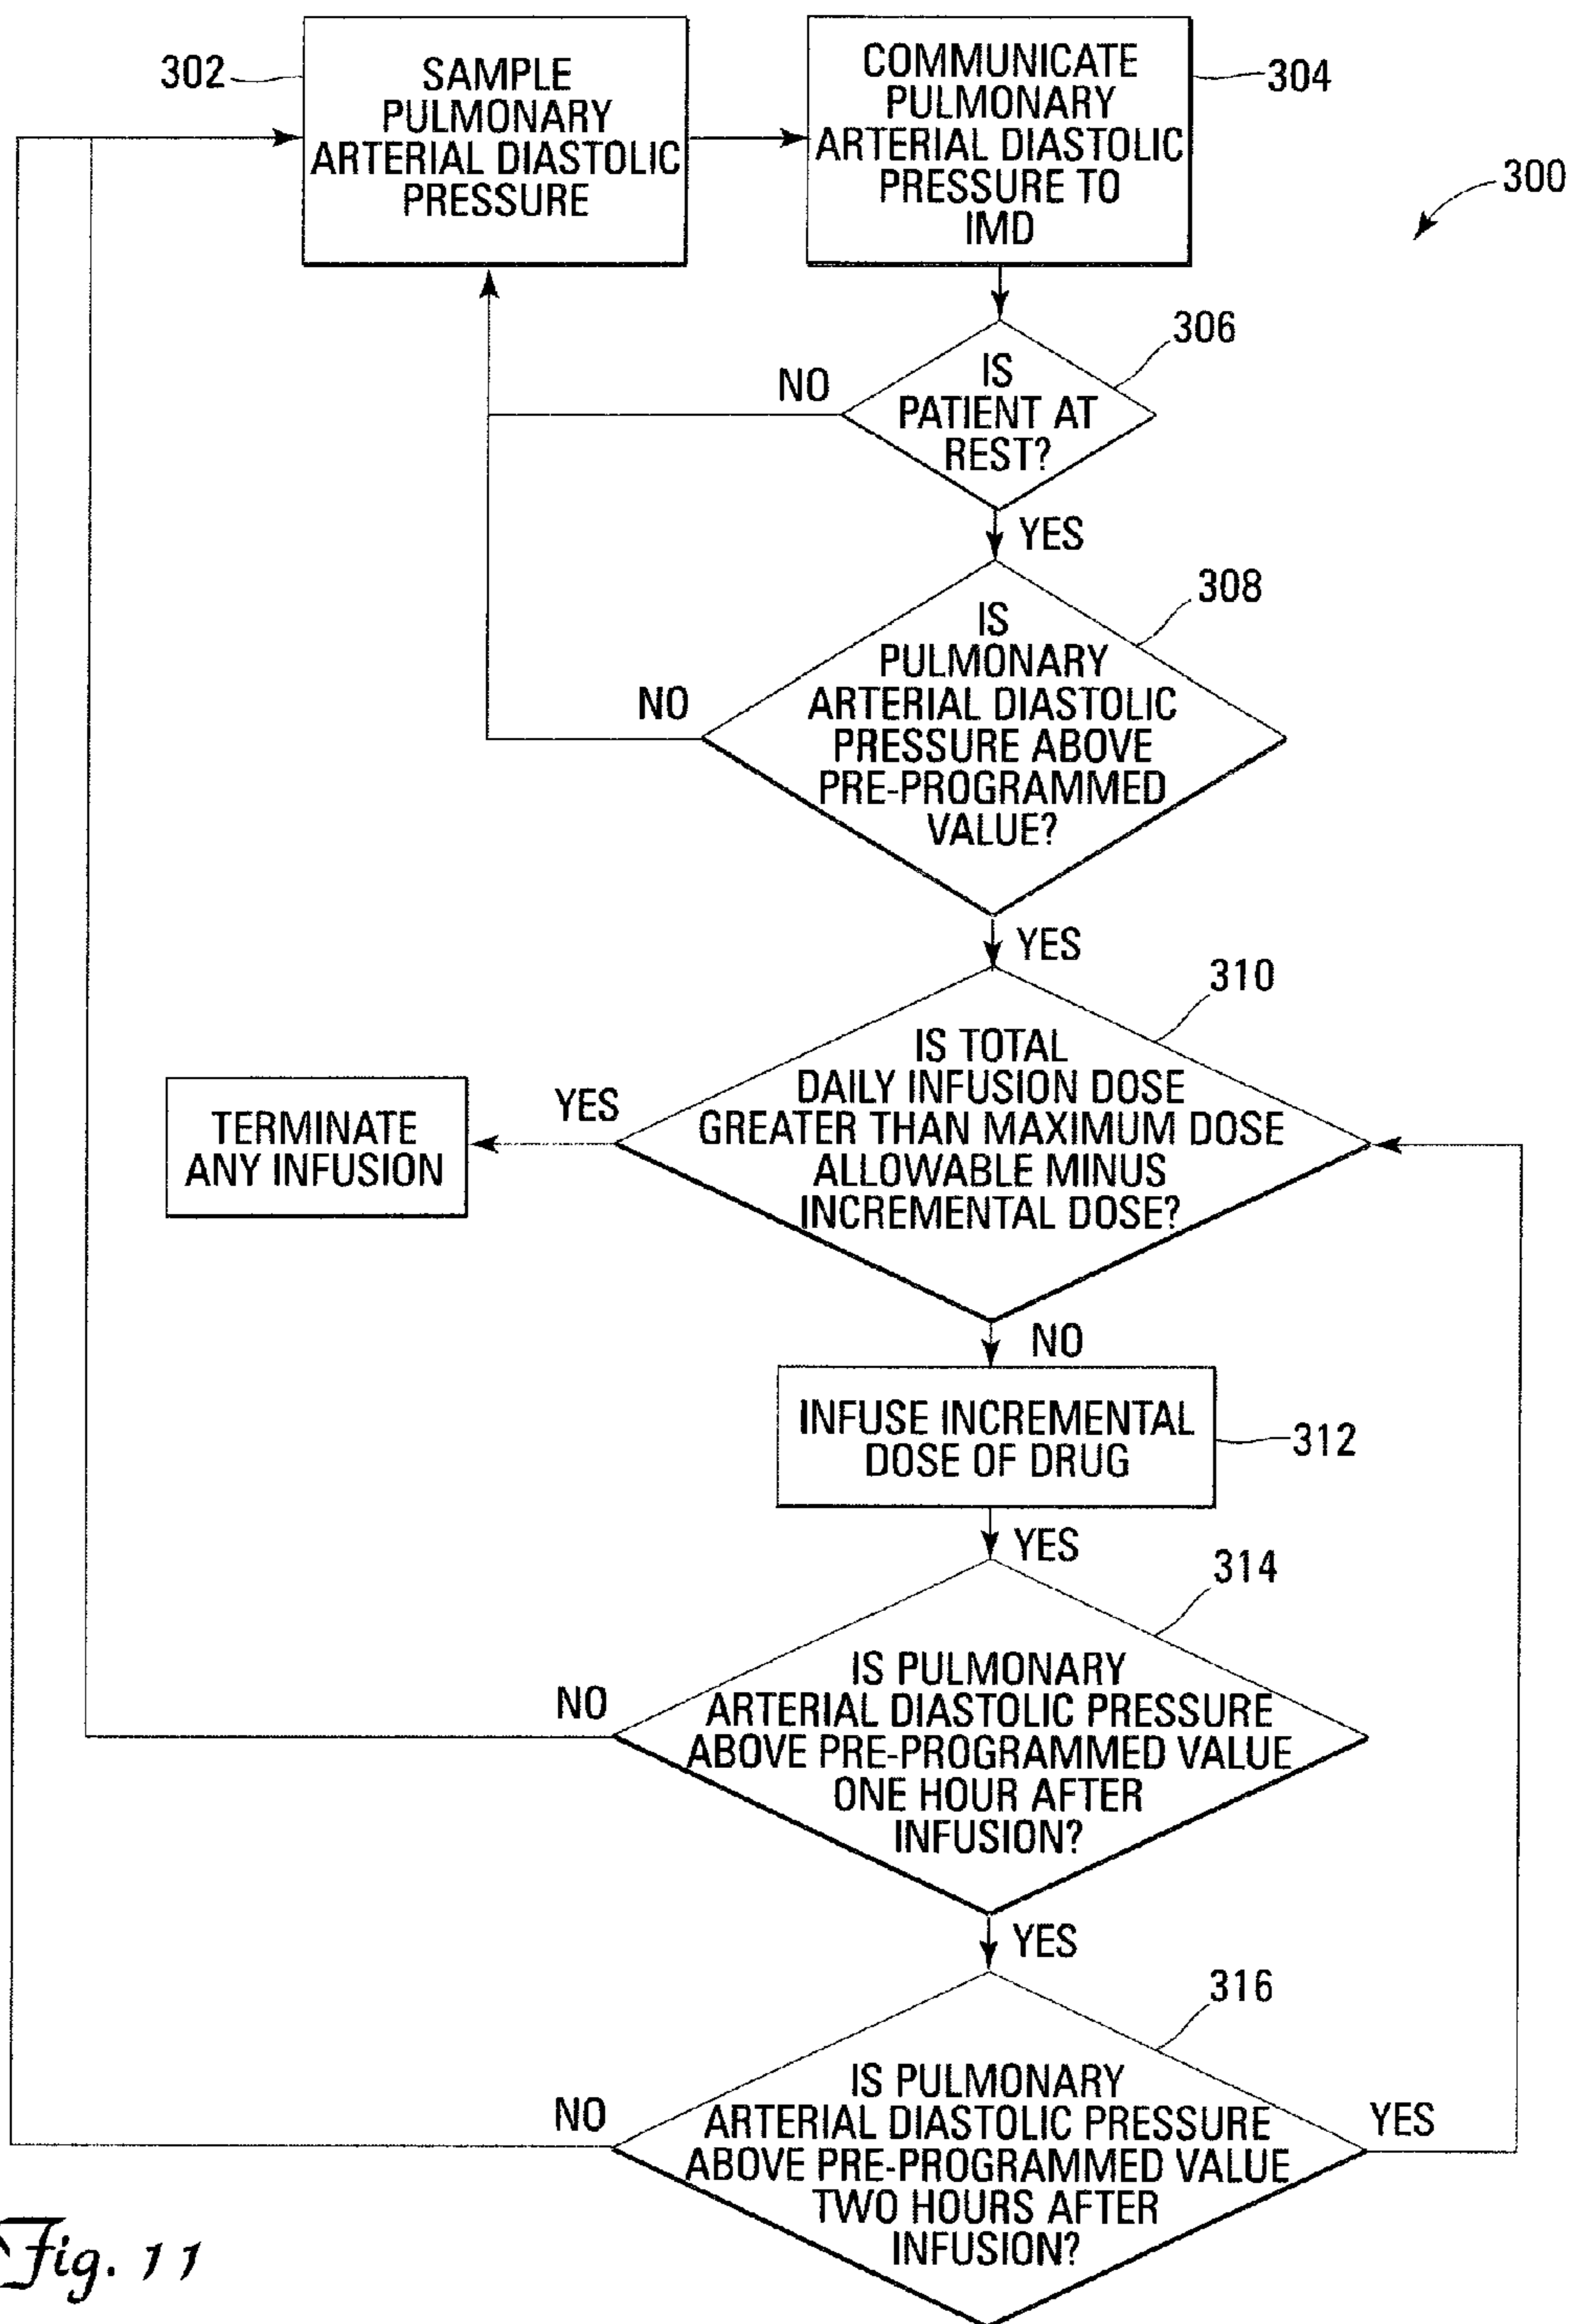 302
SAMPLE
PULMONARY
ARTERIAL DIASTOLIC
PRESSURE
COMMUNICATE
PULMONARY
ARTERIAL DIASTOLIC
PRESSURE TO
IMD
304
300
306
IS
PATIENT AT
REST?
NO
YES
308
IS
PULMONARY
ARTERIAL DIASTOLIC
PRESSURE ABOVE
PRE-PROGRAMMED
VALUE?
NO
YES
310
IS TOTAL
DAILY INFUSION DOSE
GREATER THAN MAXIMUM DOSE
ALLOWABLE MINUS
INCREMENTAL DOSE?
YES
TERMINATE
ANY INFUSION
NO
INFUSE INCREMENTAL
DOSE OF DRUG
312
YES
314
IS PULMONARY
ARTERIAL DIASTOLIC PRESSURE
ABOVE PRE-PROGRAMMED VALUE
ONE HOUR AFTER
INFUSION?
NO
YES
316
IS PULMONARY
ARTERIAL DIASTOLIC PRESSURE
ABOVE PRE-PROGRAMMED VALUE
TWO HOURS AFTER
INFUSION?
NO
YES
Fig. 11